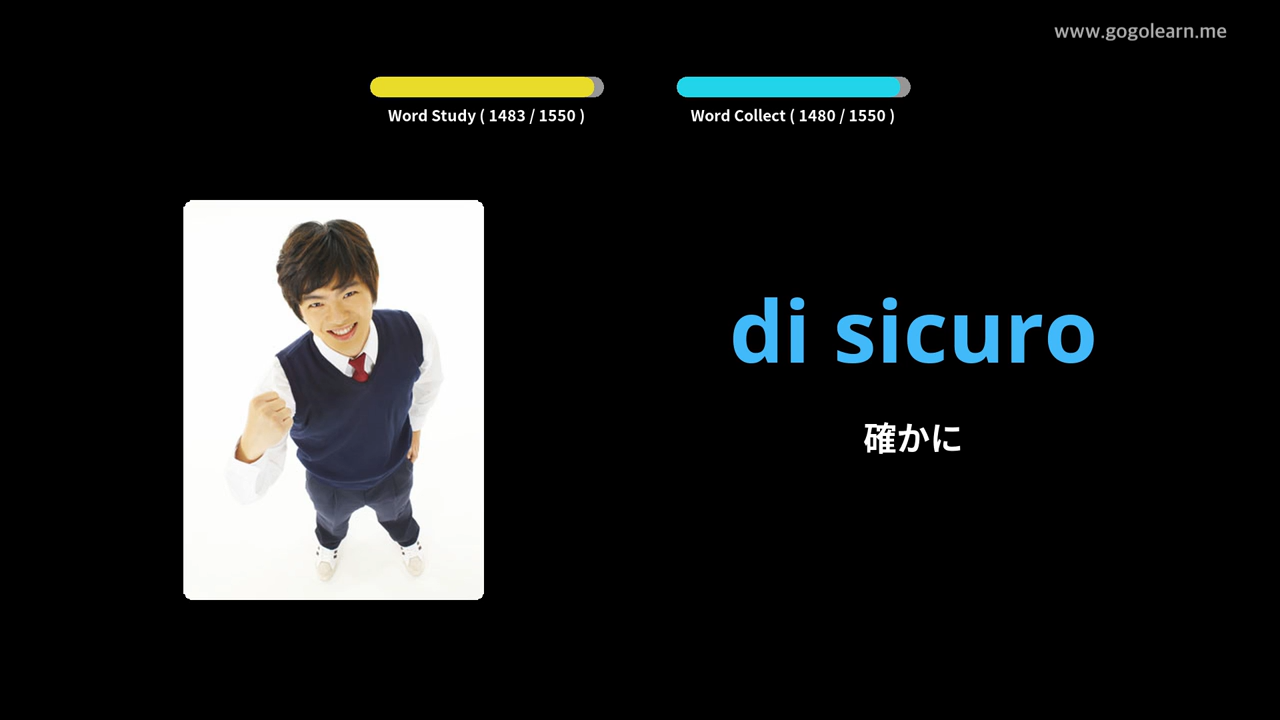 www.gogolearn.me
Word Study ( 1483 / 1550 )
Word Collect ( 1480 / 1550 )
di sicuro
確かに